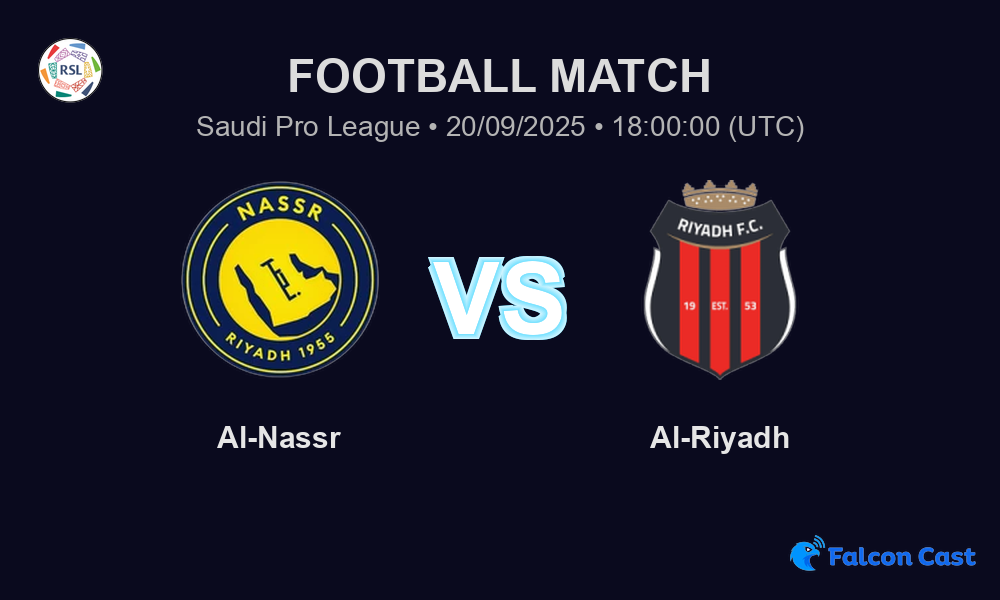 RSL
FOOTBALL MATCH
Saudi Pro League • 20/09/2025 • 18:00:00 (UTC)
NASSR
RIYADH 1955
VS
RIYADH F.C.
19 EST. 53
Al-Nassr
Al-Riyadh
Falcon Cast